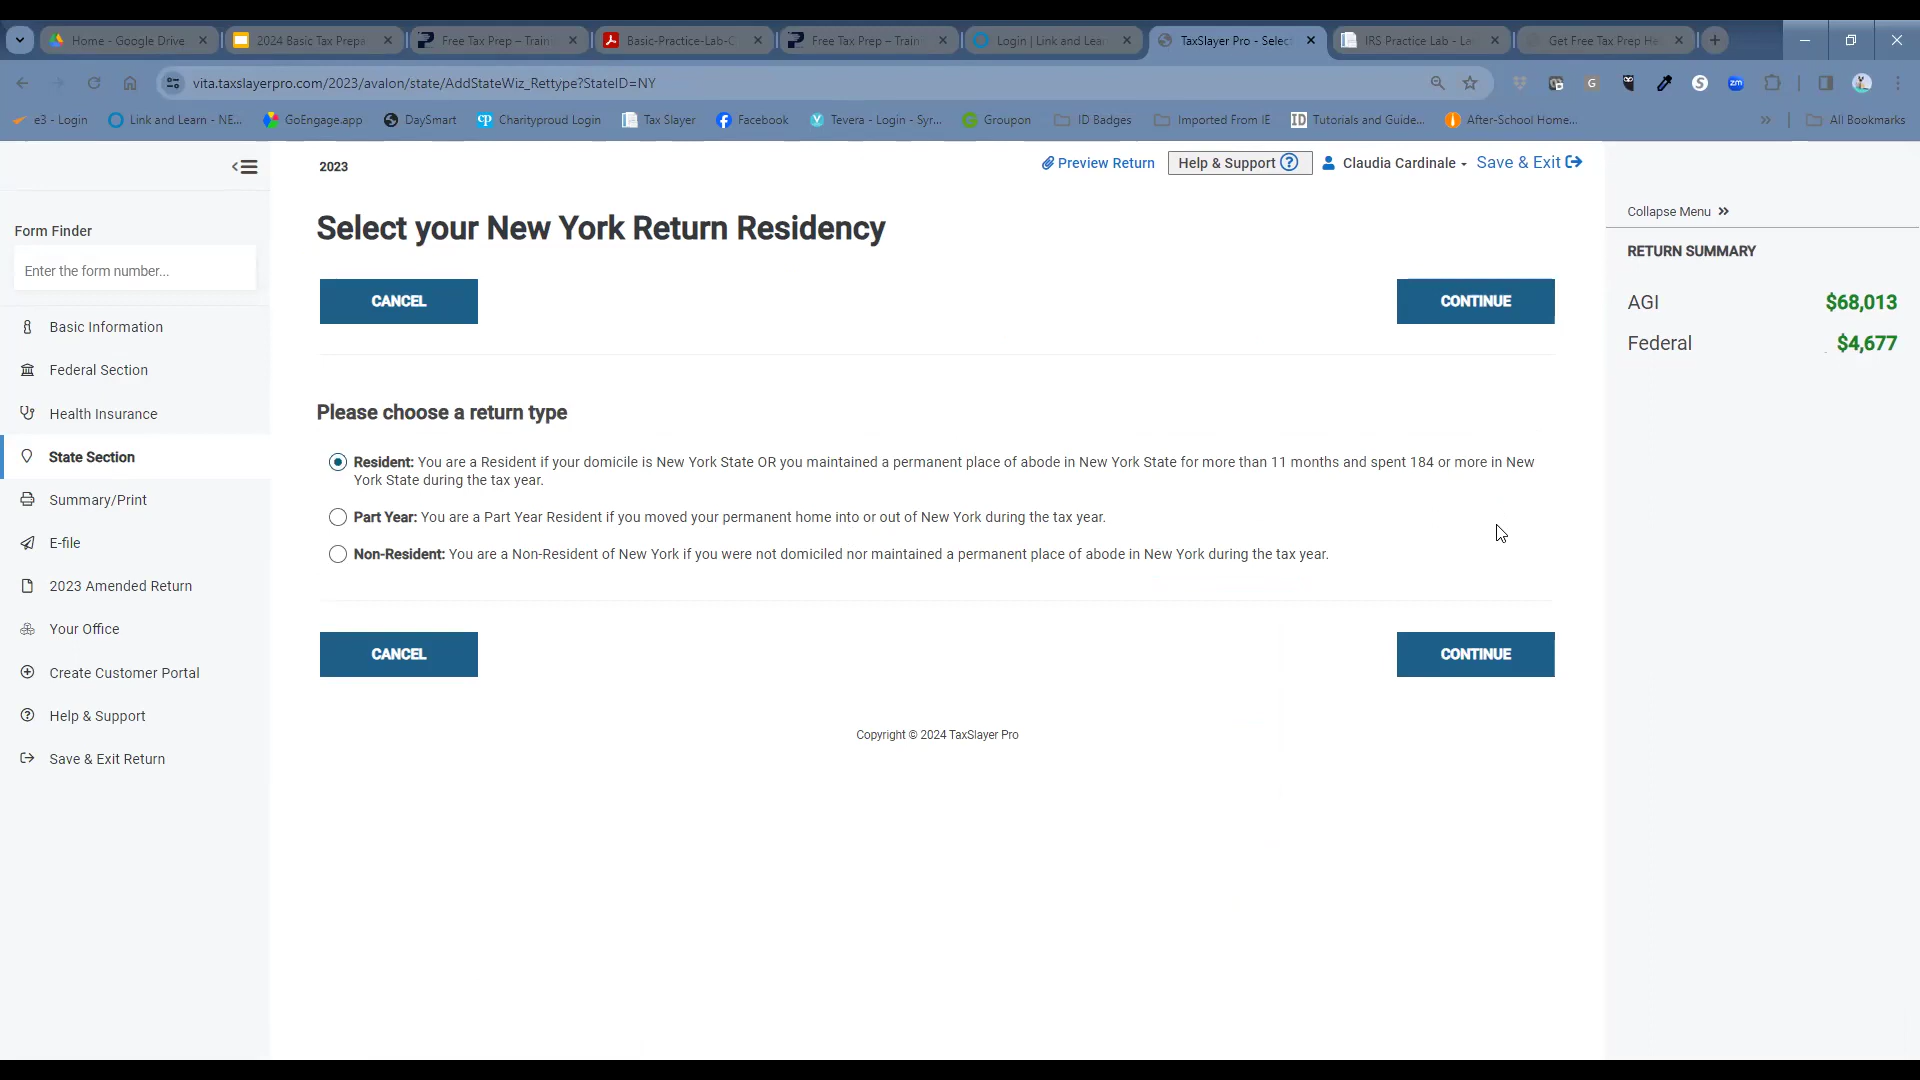 Home - Google Drive
2024 Basic Tax Prepa
Free Tax Prep – Train
Basic-Practice-Lab-C
Free Tax Prep – Train
Login | Link and Lea
TaxSlayer Pro - Selec
IRS Practice Lab - La
Get Free Tax Prep He
vita.taxslayerpro.com/2023/avalon/state/AddStateWiz_Rettype?StateID=NY
e3 - Login
Link and Learn - NE...
GoEngage.app
DaySmart
Charityproud Login
Tax Slayer
Facebook
Tevera - Login - Syr...
Groupon
ID Badges
Imported From IE
Tutorials and Guide...
After-School Home...
»
All Bookmarks
2023
Preview Return
Help & Support
Claudia Cardinale
Save & Exit
Collapse Menu
Form Finder
Enter the form number...
Basic Information
Federal Section
Health Insurance
State Section
Summary/Print
E-file
2023 Amended Return
Your Office
Create Customer Portal
Help & Support
Save & Exit Return
Select your New York Return Residency
CANCEL
CONTINUE
Please choose a return type
Resident: You are a Resident if your domicile is New York State OR you maintained a permanent place of abode in New York State for more than 11 months and spent 184 or more in New
York State during the tax year.
Part Year: You are a Part Year Resident if you moved your permanent home into or out of New York during the tax year.
Non-Resident: You are a Non-Resident of New York if you were not domiciled nor maintained a permanent place of abode in New York during the tax year.
CANCEL
CONTINUE
Copyright © 2024 TaxSlayer Pro
RETURN SUMMARY
AGI $68,013
Federal $4,677